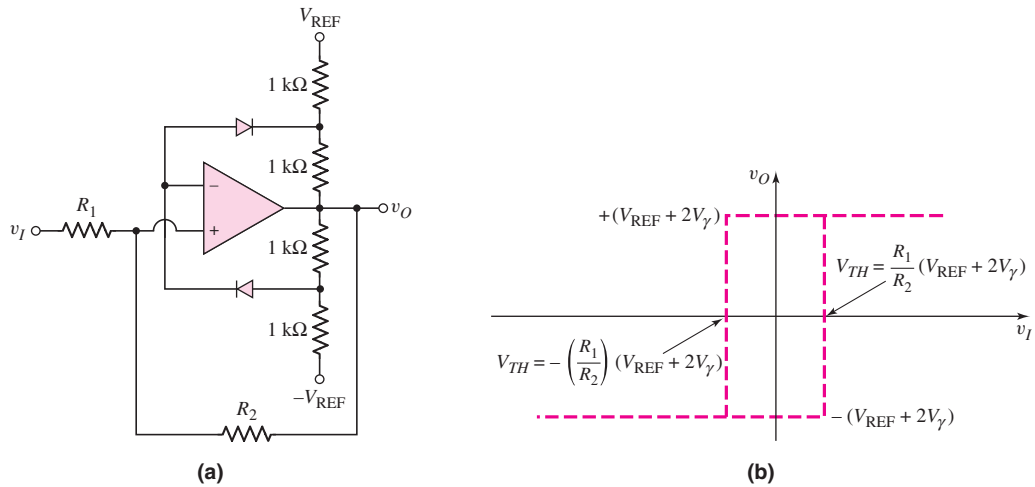 V_REF
1 kΩ
1 kΩ
R_1
v_I
−
+
v_O
1 kΩ
1 kΩ
−V_REF
R_2
(a)
v_O
+(V_REF + 2V_γ)
V_TH = R_1/R_2 (V_REF + 2V_γ)
v_I
V_TH = −(R_1/R_2)(V_REF + 2V_γ)
−(V_REF + 2V_γ)
(b)